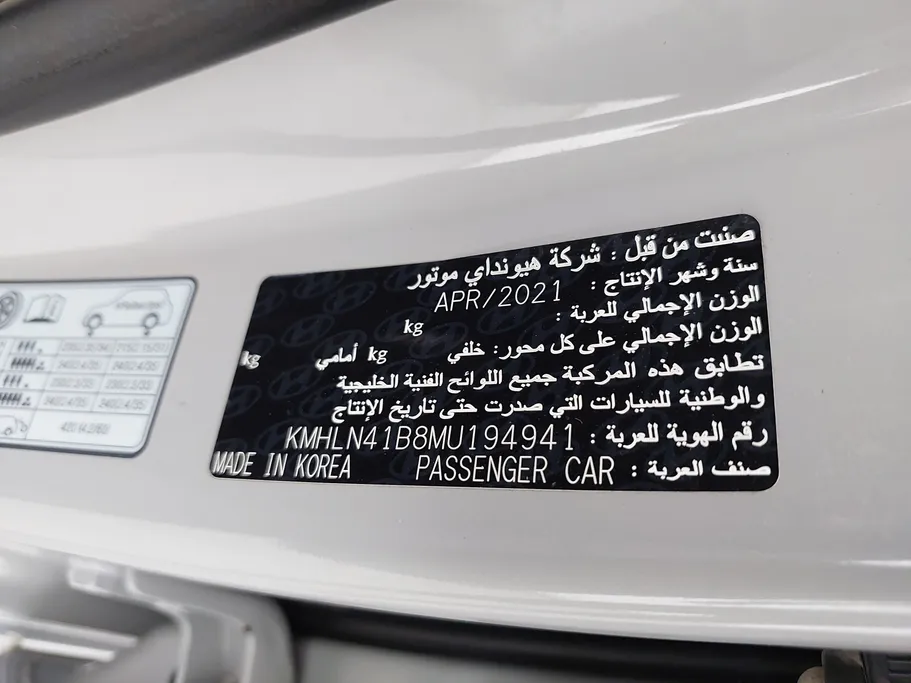 صنعت من قبل : شركة هيونداي موتور
سنة وشهر الإنتاج : APR/2021
الوزن الإجمالي للعربة : kg
الوزن الإجمالي على كل محور: خلفي kg أمامي kg
تطابق هذه المركبة جميع اللوائح الفنية الخليجية
والوطنية للسيارات التي صدرت حتى تاريخ الإنتاج
رقم الهوية للعربة : KMHLN41B8MU194941
صنف العربة : PASSENGER CAR MADE IN KOREA